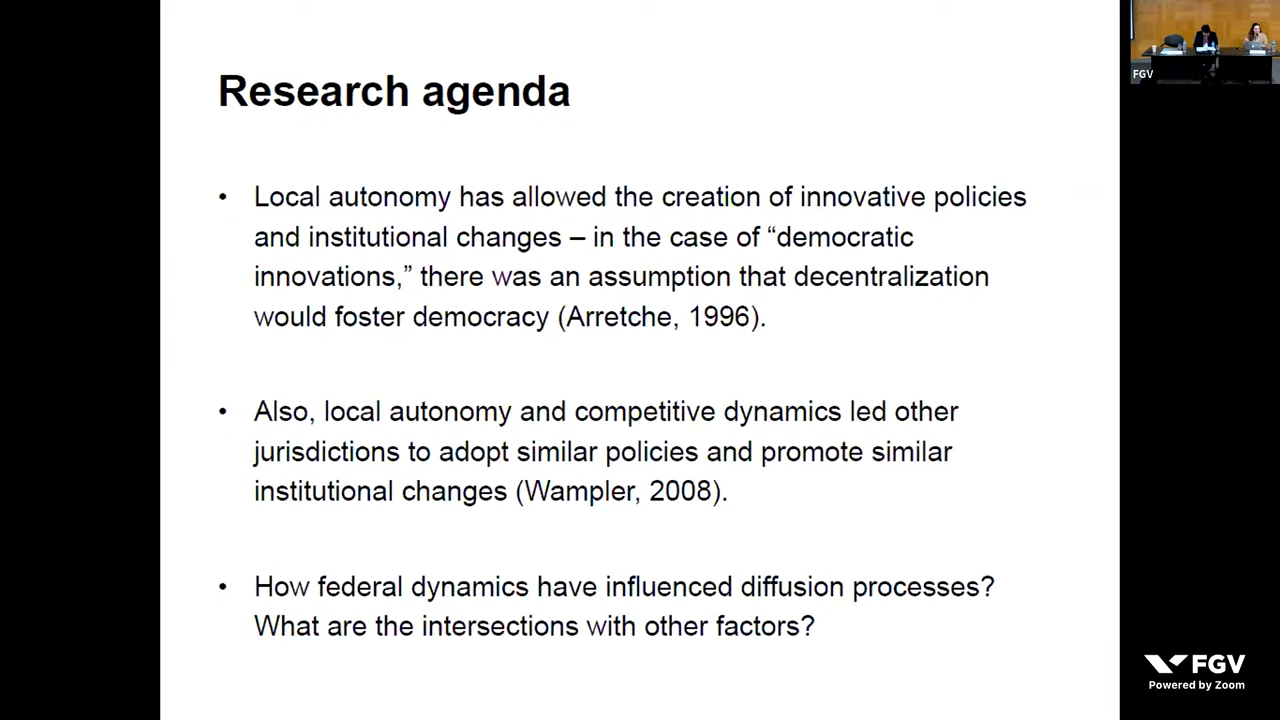 Research agenda
• Local autonomy has allowed the creation of innovative policies
and institutional changes – in the case of “democratic
innovations,” there was an assumption that decentralization
would foster democracy (Arretche, 1996).
• Also, local autonomy and competitive dynamics led other
jurisdictions to adopt similar policies and promote similar
institutional changes (Wampler, 2008).
• How federal dynamics have influenced diffusion processes?
What are the intersections with other factors?
FGV
FGV
Powered by Zoom